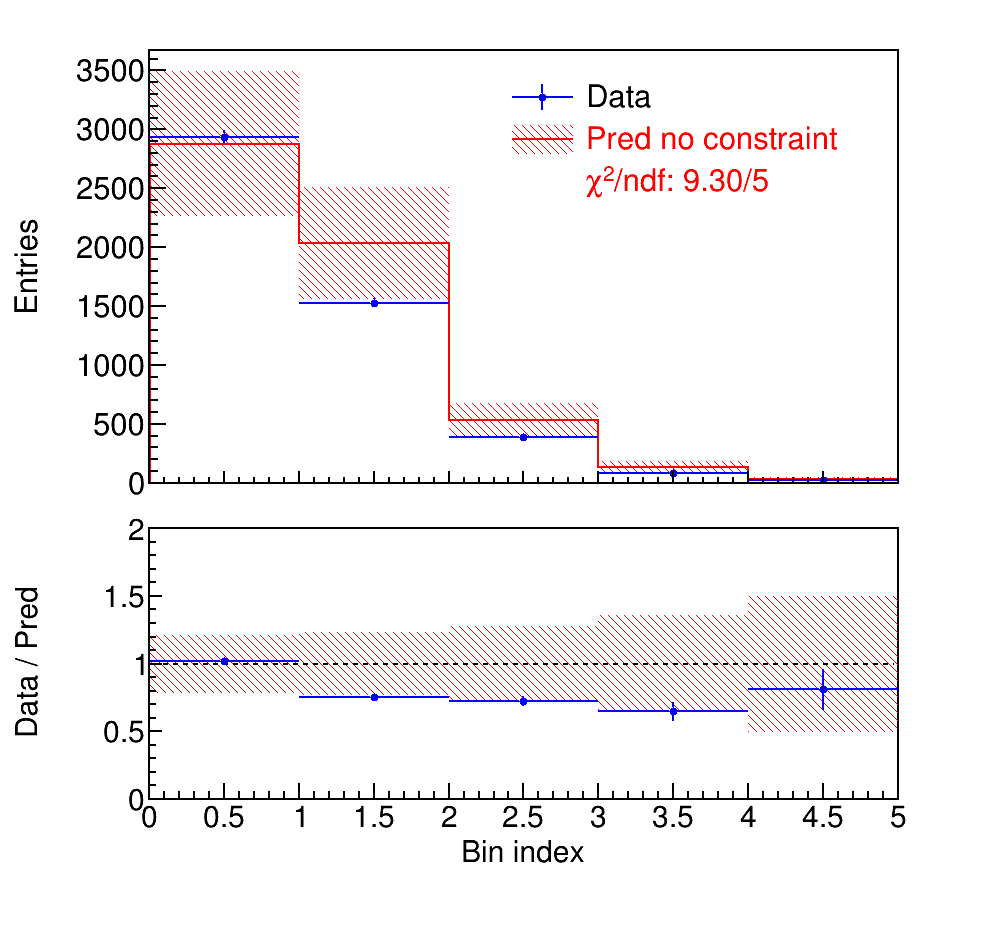 Data
Pred no constraint
χ²/ndf: 9.30/5
Entries
3500
3000
2500
2000
1500
1000
500
0
Data / Pred
2
1.5
1
0.5
0
0 0.5 1 1.5 2 2.5 3 3.5 4 4.5 5
Bin index